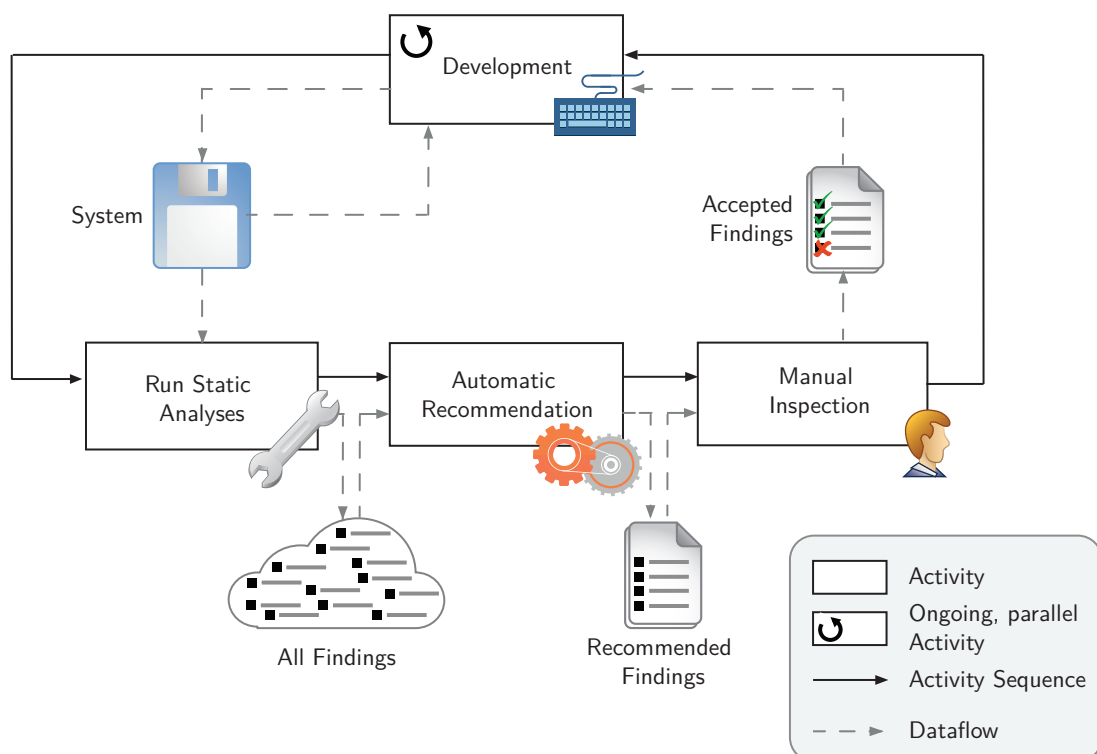 Development
System
Accepted
Findings
Run Static
Analyses
Automatic
Recommendation
Manual
Inspection
All Findings
Recommended
Findings
Activity
Ongoing, parallel
Activity
Activity Sequence
Dataflow